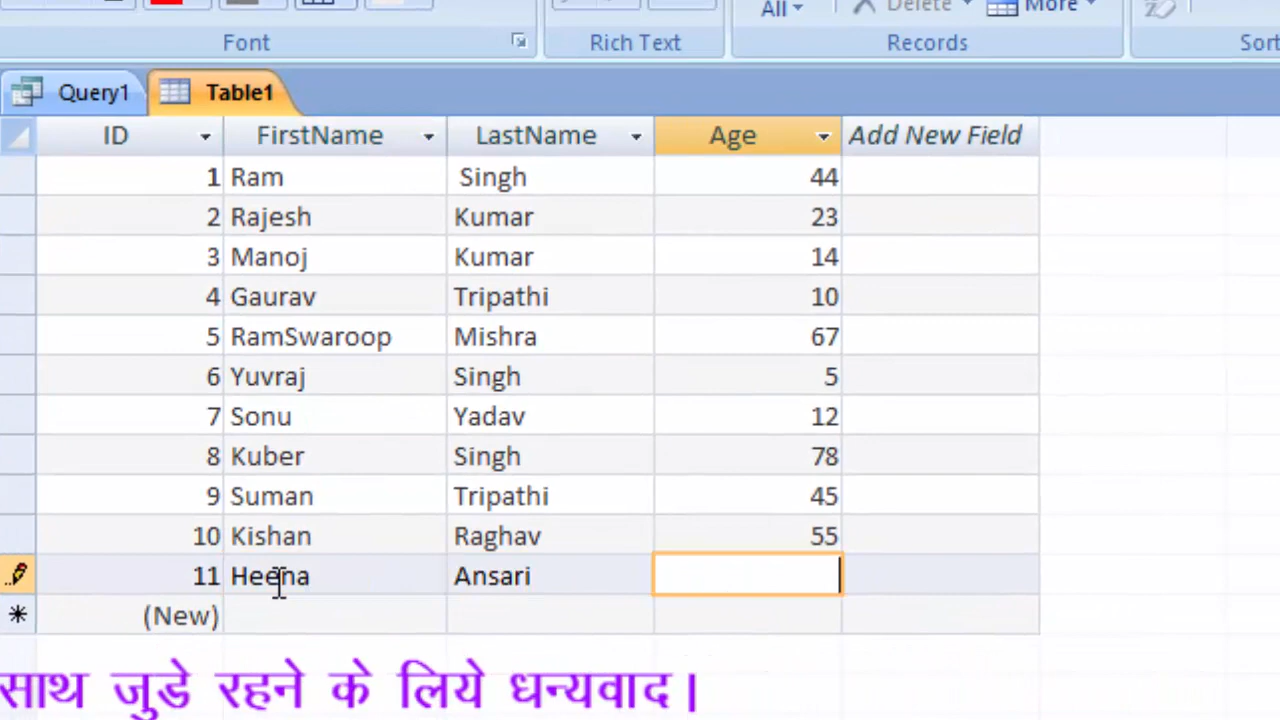 All Delete More
Font Rich Text Records Sort
Query1 Table1
ID FirstName LastName Age Add New Field
1 Ram Singh 44
2 Rajesh Kumar 23
3 Manoj Kumar 14
4 Gaurav Tripathi 10
5 RamSwaroop Mishra 67
6 Yuvraj Singh 5
7 Sonu Yadav 12
8 Kuber Singh 78
9 Suman Tripathi 45
10 Kishan Raghav 55
11 Heena Ansari
(New)
साथ जुडे रहने के लिये धन्यवाद।